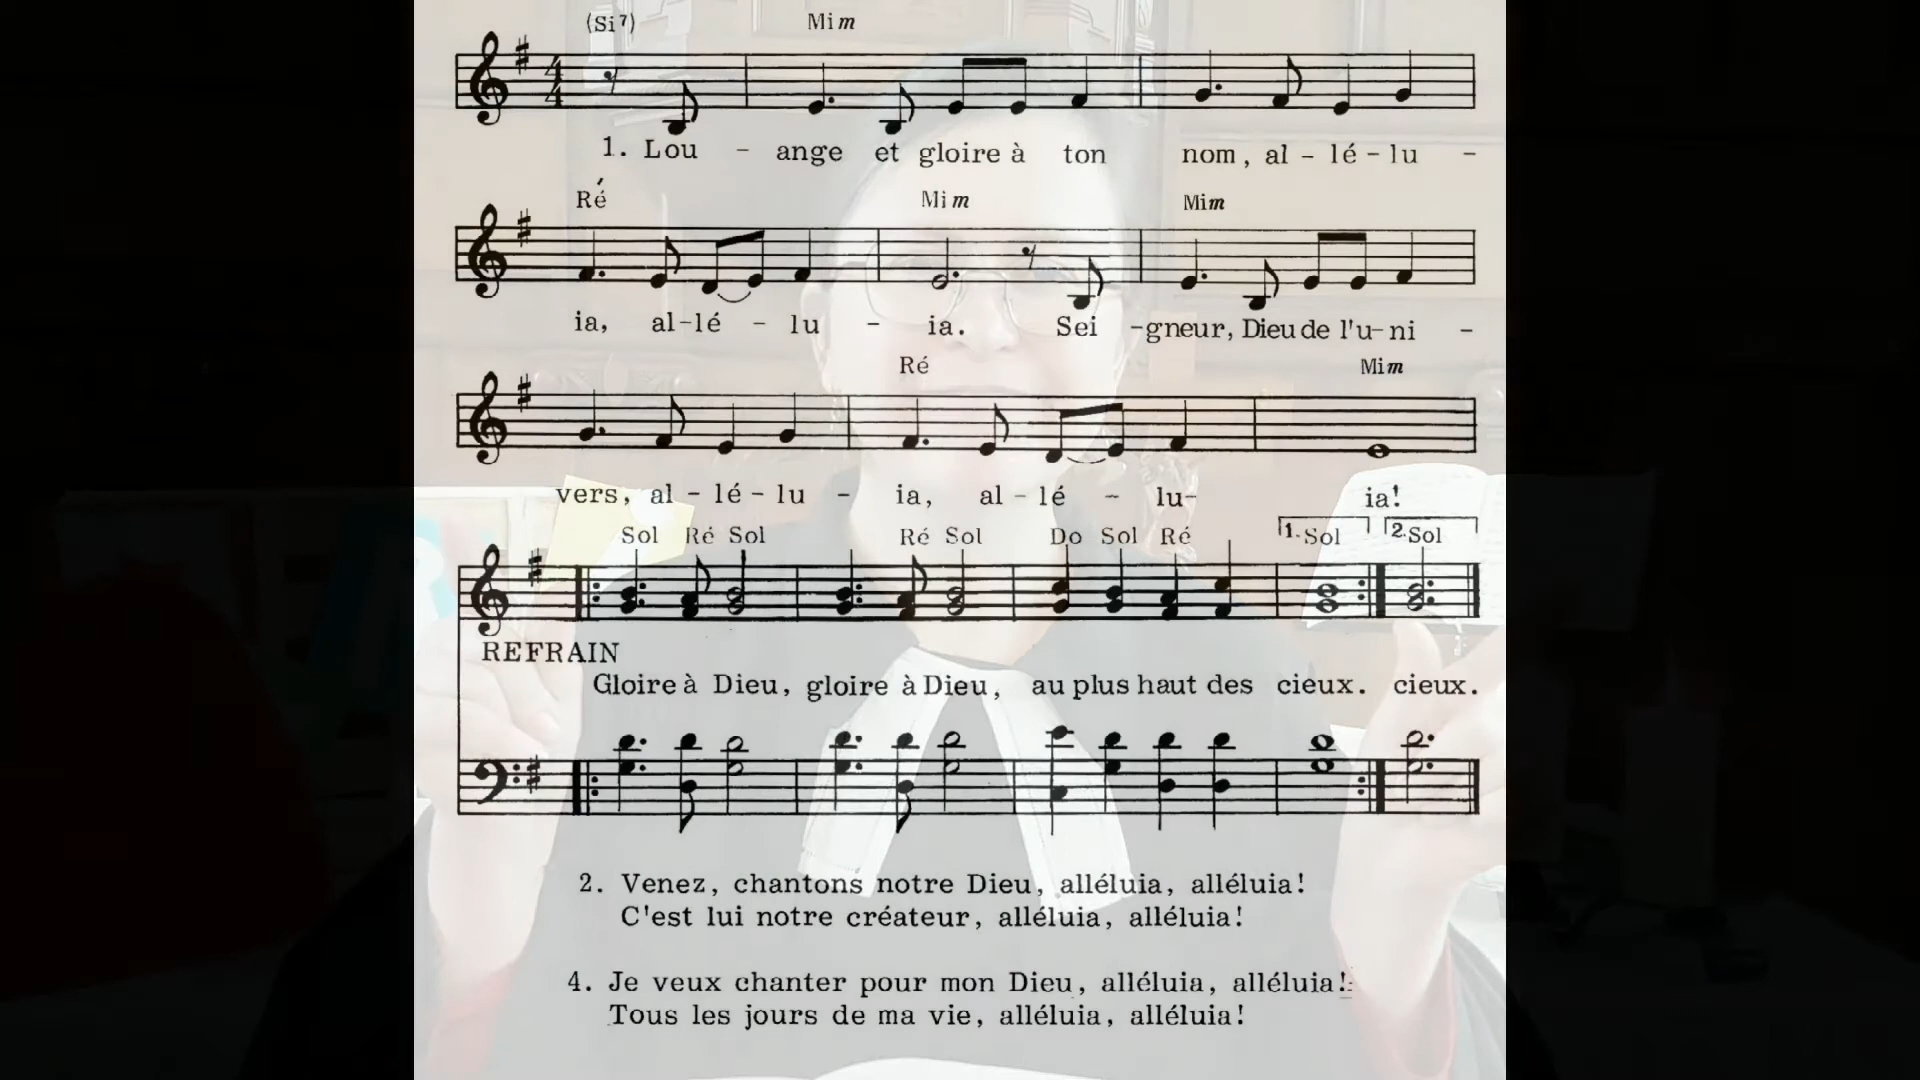 (Si7) Mim
4 4
1. Lou - ange et gloire à ton nom, al - lé - lu -
Ré Mim Mim
ia, al-lé - lu - ia. Sei -gneur, Dieu de l'u- ni -
Ré Mim
vers, al - lé - lu - ia, al - lé - lu- ia!
Sol Ré Sol Ré Sol Do Sol Ré 1. Sol 2. Sol
REFRAIN
Gloire à Dieu, gloire à Dieu, au plus haut des cieux. cieux.
2. Venez, chantons notre Dieu, alléluia, alléluia!
C'est lui notre créateur, alléluia, alléluia!
4. Je veux chanter pour mon Dieu, alléluia, alléluia!
Tous les jours de ma vie, alléluia, alléluia!